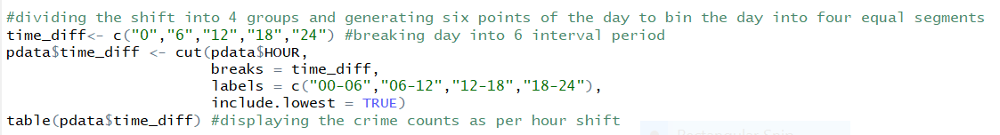 #dividing the shift into 4 groups and generating six points of the day to bin the day into four equal segments
time_diff<- c("0","6","12","18","24") #breaking day into 6 interval period
pdata$time_diff <- cut(pdata$HOUR,
breaks = time_diff,
labels = c("00-06","06-12","12-18","18-24"),
include.lowest = TRUE)
table(pdata$time_diff) #displaying the crime counts as per hour shift